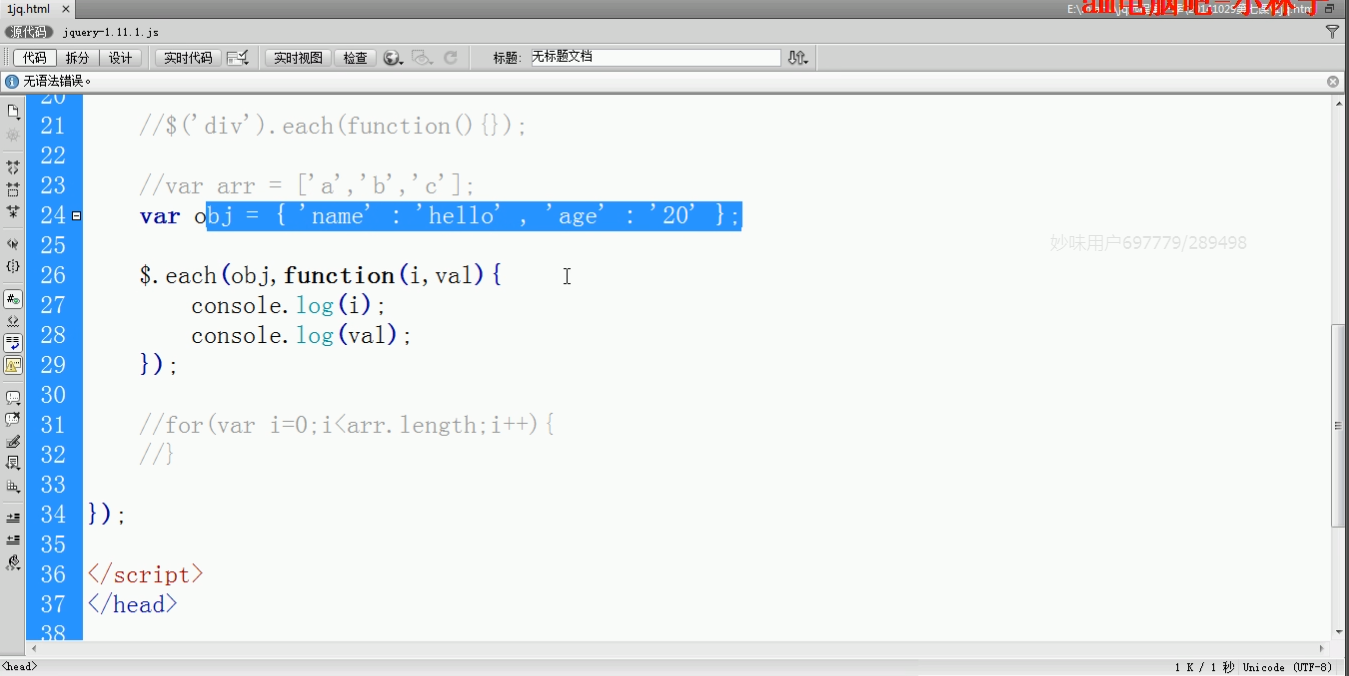 1jq.html
源代码 jquery-1.11.1.js
代码 拆分 设计 实时代码 实时视图 检查 标题: 无标题文档
无语法错误。
20
21 //$('div').each(function(){});
22
23 //var arr = ['a','b','c'];
24 var obj = { 'name' : 'hello' , 'age' : '20' };
25
妙味用户697779/289498
26 $.each(obj,function(i,val){
27 console.log(i);
28 console.log(val);
29 });
30
31 //for(var i=0;i<arr.length;i++){
32 //}
33
34 });
35
36 </script>
37 </head>
38
<head> 1 K / 1 秒 Unicode (UTF-8)